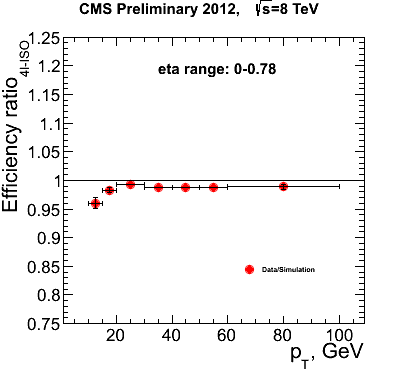 CMS Preliminary 2012, √s=8 TeV
Efficiency ratio4l-ISO
eta range: 0-0.78
1.25
1.2
1.15
1.1
1.05
1
0.95
0.9
0.85
0.8
0.75
Data/Simulation
20 40 60 80 100
pT, GeV